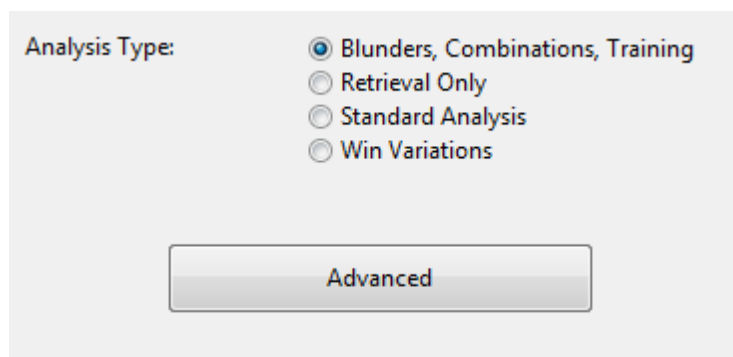 Analysis Type: Blunders, Combinations, Training
Retrieval Only
Standard Analysis
Win Variations
Advanced